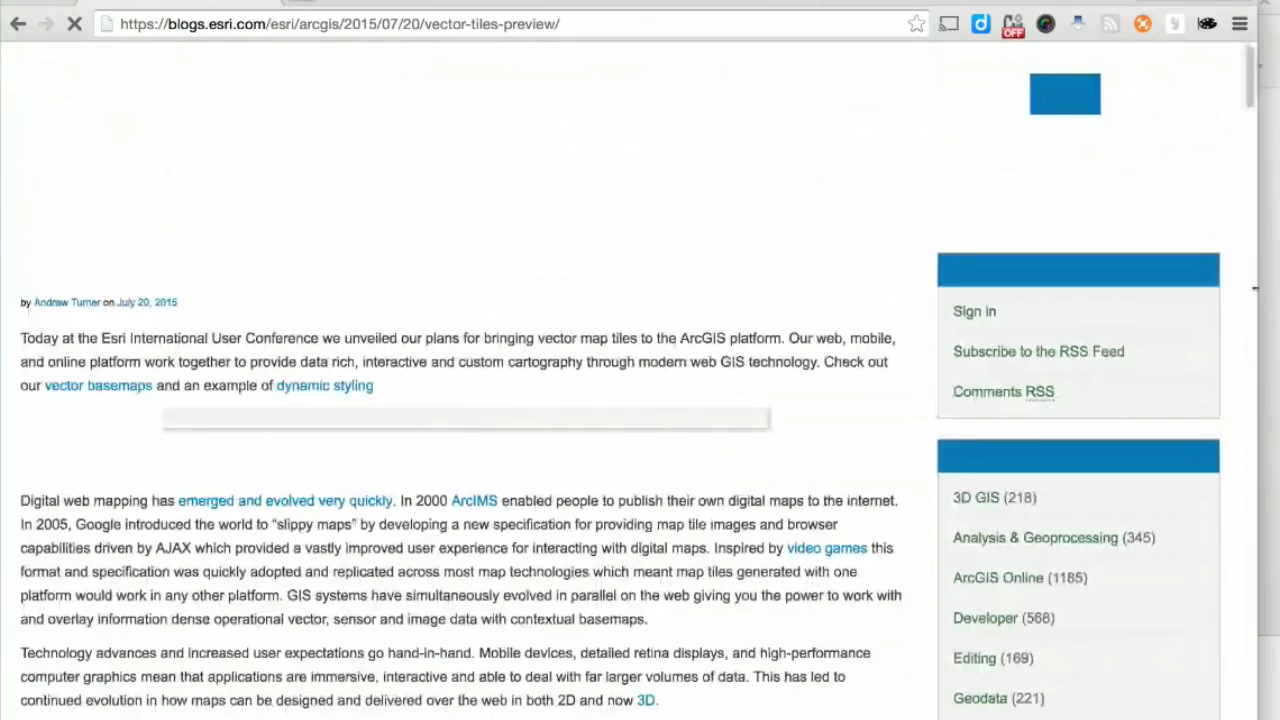 https://blogs.esri.com/esri/arcgis/2015/07/20/vector-tiles-preview/
OFF
by Andrew Turner on July 20, 2015
Today at the Esri International User Conference we unveiled our plans for bringing vector map tiles to the ArcGIS platform. Our web, mobile,
and online platform work together to provide data rich, interactive and custom cartography through modern web GIS technology. Check out
our vector basemaps and an example of dynamic styling
Digital web mapping has emerged and evolved very quickly. In 2000 ArcIMS enabled people to publish their own digital maps to the internet.
In 2005, Google introduced the world to “slippy maps” by developing a new specification for providing map tile images and browser
capabilities driven by AJAX which provided a vastly improved user experience for interacting with digital maps. Inspired by video games this
format and specification was quickly adopted and replicated across most map technologies which meant map tiles generated with one
platform would work in any other platform. GIS systems have simultaneously evolved in parallel on the web giving you the power to work with
and overlay information dense operational vector, sensor and image data with contextual basemaps.
Technology advances and increased user expectations go hand-in-hand. Mobile devices, detailed retina displays, and high-performance
computer graphics mean that applications are immersive, interactive and able to deal with far larger volumes of data. This has led to
continued evolution in how maps can be designed and delivered over the web in both 2D and now 3D.
Sign in
Subscribe to the RSS Feed
Comments RSS
3D GIS (218)
Analysis & Geoprocessing (345)
ArcGIS Online (1185)
Developer (568)
Editing (169)
Geodata (221)